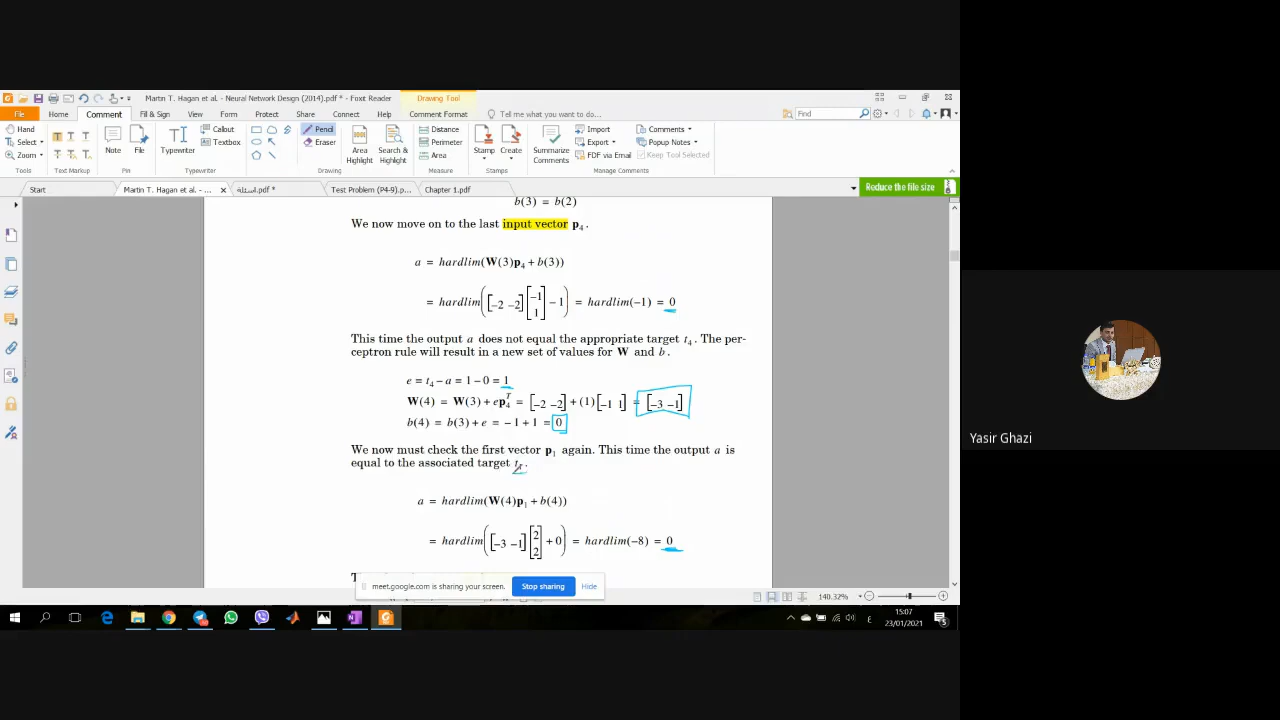 Martin T. Hagan et al. - Neural Network Design (2014).pdf * - Foxit Reader
Drawing Tool
File Home Comment Fill & Sign View Form Protect Share Connect Help Comment Format Tell me what you want to do... Find
Hand Select Zoom Tools
Text Markup
Note File
Typewriter Callout Textbox
Typewriter
Pencil Eraser
Drawing
Area Highlight Search & Highlight
Distance Perimeter Area
Measure
Stamp Create
Stamps
Summarize Comments Import Export FDF via Email Comments Popup Notes Keep Tool Selected
Manage Comments
Start Martin T. Hagan et al. - ... أسئلة.pdf * Test Problem (P4-9).p... Chapter 1.pdf Reduce the file size
b(3) = b(2)
We now move on to the last input vector p4.
a = hardlim(W(3)p4 + b(3))
= hardlim([-2 -2] [-1 1] - 1) = hardlim(-1) = 0
This time the output a does not equal the appropriate target t4. The per-
ceptron rule will result in a new set of values for W and b.
e = t4 - a = 1 - 0 = 1
W(4) = W(3) + ep4^T = [-2 -2] + (1)[-1 1] = [-3 -1]
b(4) = b(3) + e = -1 + 1 = 0
We now must check the first vector p1 again. This time the output a is
equal to the associated target t1.
a = hardlim(W(4)p1 + b(4))
= hardlim([-3 -1] [2 2] + 0) = hardlim(-8) = 0
meet.google.com is sharing your screen. Stop sharing Hide
140.32%
15:07
23/01/2021
5
Yasir Ghazi